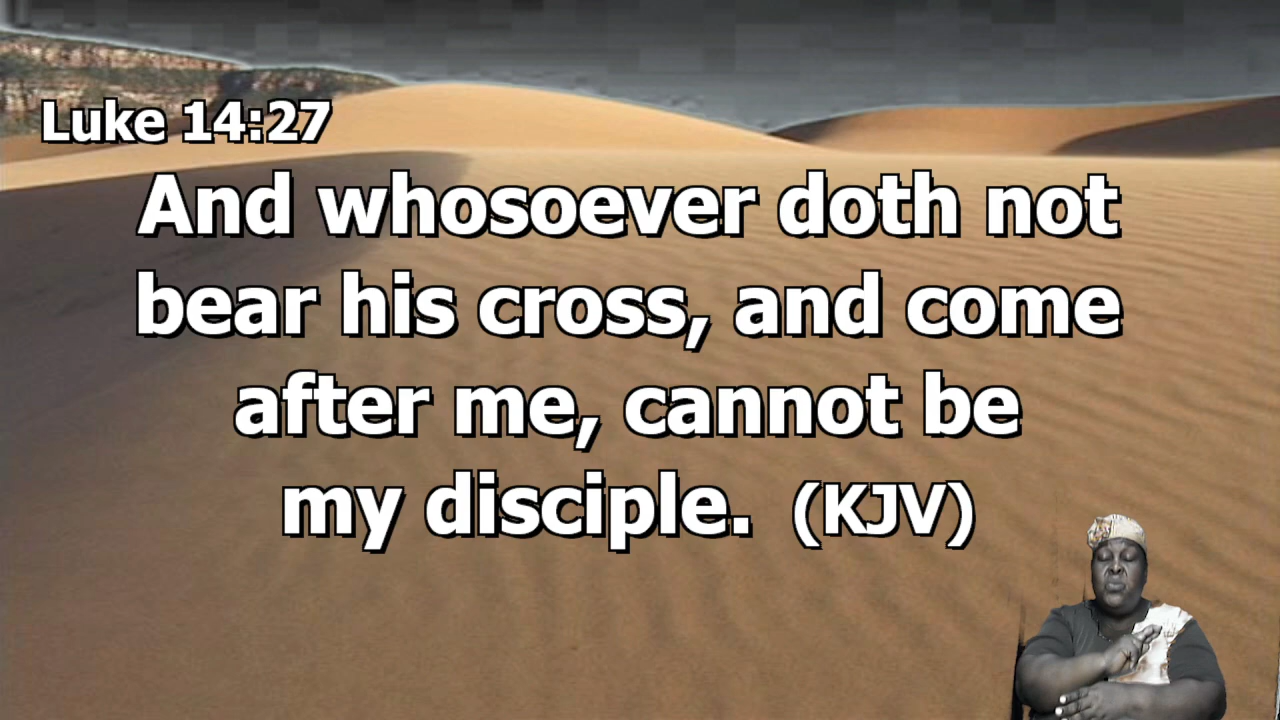 Luke 14:27
And whosoever doth not
bear his cross, and come
after me, cannot be
my disciple. (KJV)